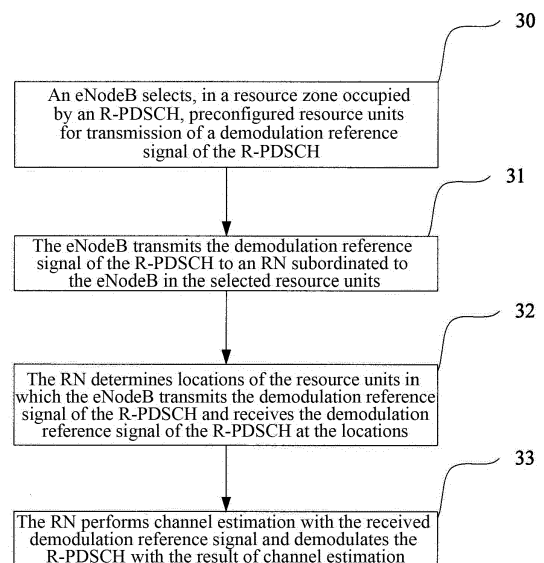 30
An eNodeB selects, in a resource zone occupied
by an R-PDSCH, preconfigured resource units
for transmission of a demodulation reference
signal of the R-PDSCH
31
The eNodeB transmits the demodulation reference
signal of the R-PDSCH to an RN subordinated to
the eNodeB in the selected resource units
32
The RN determines locations of the resource units in
which the eNodeB transmits the demodulation reference
signal of the R-PDSCH and receives the demodulation
reference signal of the R-PDSCH at the locations
33
The RN performs channel estimation with the received
demodulation reference signal and demodulates the
R-PDSCH with the result of channel estimation